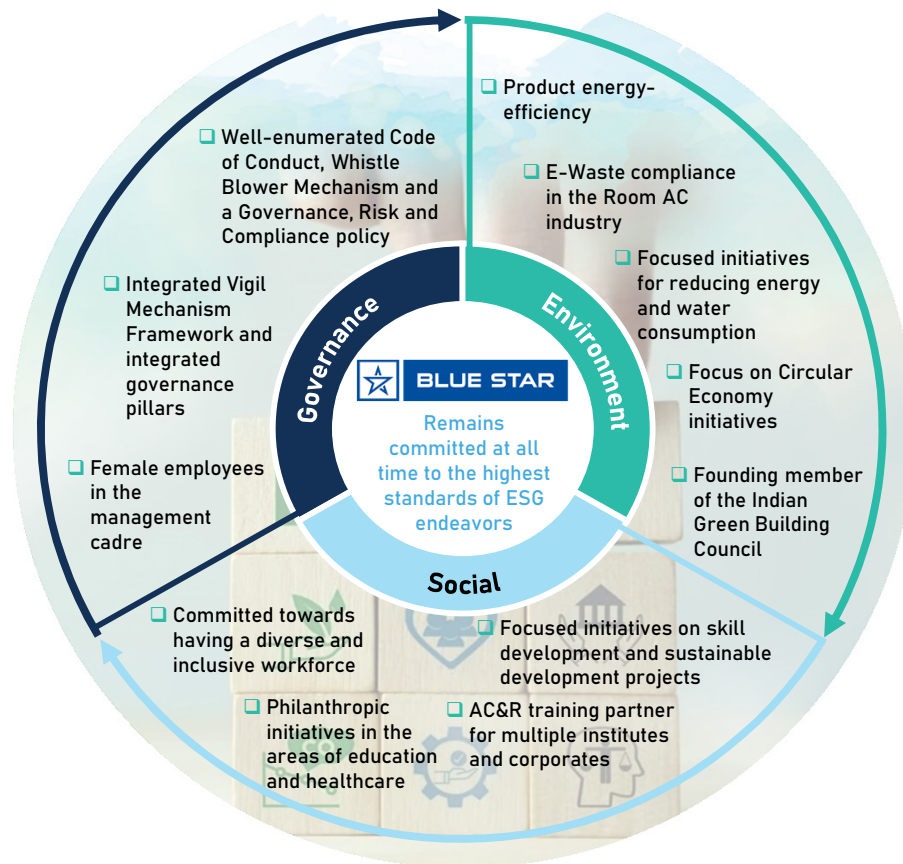 Product energy-
efficiency
E-Waste compliance
in the Room AC
industry
Focused initiatives
for reducing energy
and water
consumption
Focus on Circular
Economy
initiatives
Founding member
of the Indian
Green Building
Council
Well-enumerated Code
of Conduct, Whistle
Blower Mechanism and
a Governance, Risk and
Compliance policy
Integrated Vigil
Mechanism
Framework and
integrated
governance
pillars
Female employees
in the
management
cadre
Governance
Environment
Social
BLUE STAR
Remains
committed at all
time to the highest
standards of ESG
endeavors
Committed towards
having a diverse and
inclusive workforce
Philanthropic
initiatives in the
areas of education
and healthcare
Focused initiatives on skill
development and sustainable
development projects
AC&R training partner
for multiple institutes
and corporates